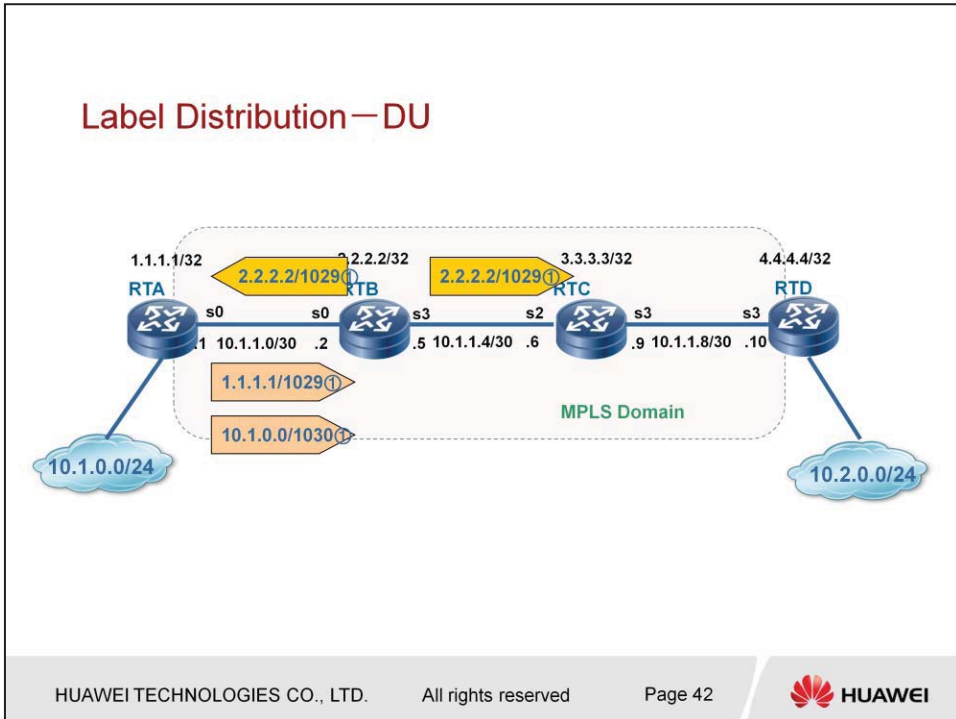 Label Distribution－DU
1.1.1.1/32
2.2.2.2/32
3.3.3.3/32
4.4.4.4/32
2.2.2.2/1029①
2.2.2.2/1029①
RTA
RTB
RTC
RTD
s0
s0
s3
s2
s3
s3
.1
10.1.1.0/30
.2
.5
10.1.1.4/30
.6
.9
10.1.1.8/30
.10
1.1.1.1/1029①
MPLS Domain
10.1.0.0/1030①
10.1.0.0/24
10.2.0.0/24
HUAWEI TECHNOLOGIES CO., LTD.
All rights reserved
Page 42
HUAWEI